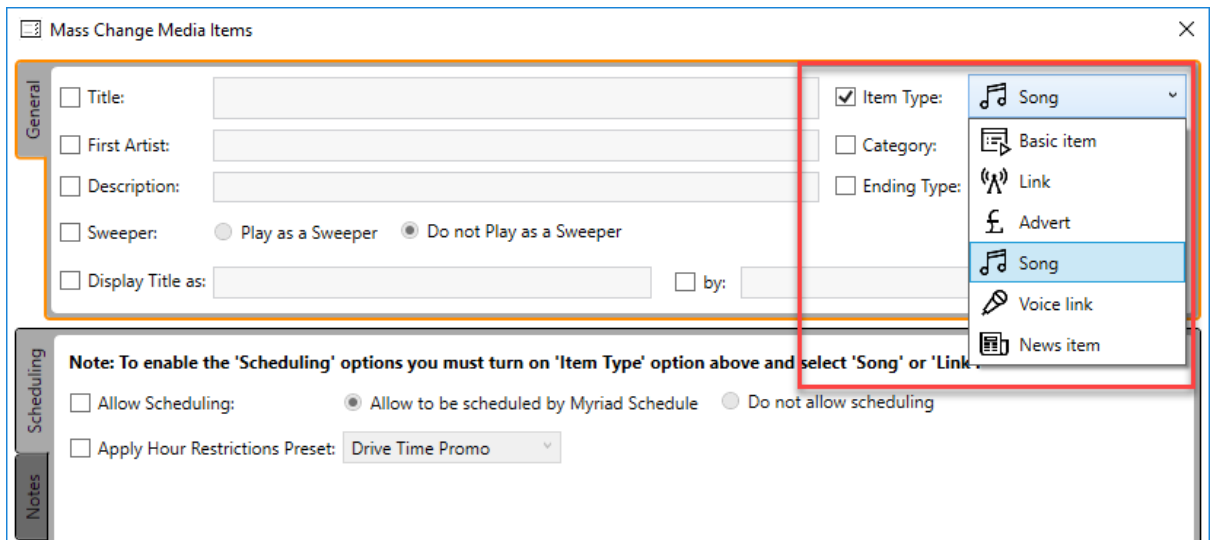 Mass Change Media Items
General
Title:
Item Type: Song
First Artist:
Category:
Basic item
Description:
Ending Type:
Link
Advert
Sweeper: Play as a Sweeper Do not Play as a Sweeper
Song
Display Title as: by:
Voice link
News item
Scheduling
Note: To enable the 'Scheduling' options you must turn on 'Item Type' option above and select 'Song' or 'Link'.
Allow Scheduling: Allow to be scheduled by Myriad Schedule Do not allow scheduling
Apply Hour Restrictions Preset: Drive Time Promo
Notes